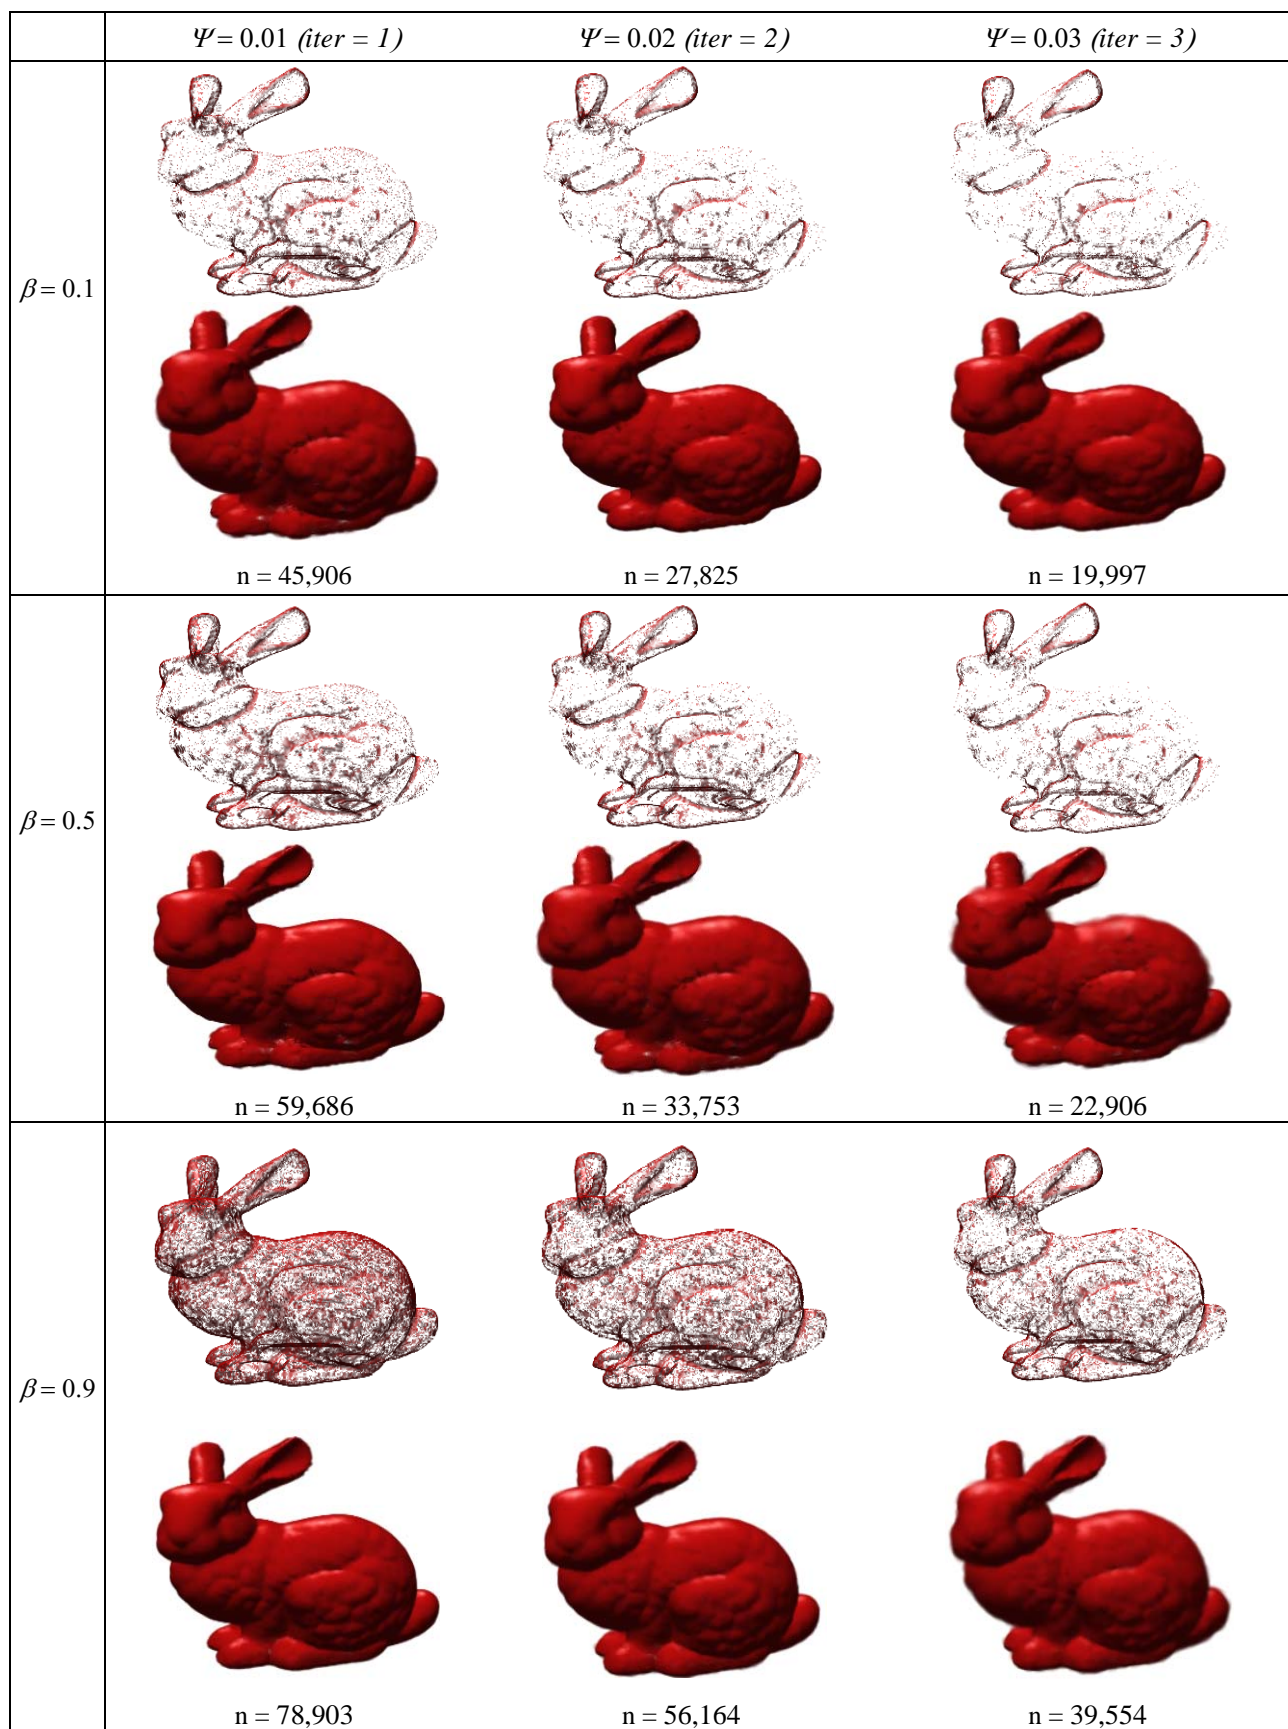 Ψ = 0.01 (iter = 1)
Ψ = 0.02 (iter = 2)
Ψ = 0.03 (iter = 3)
β = 0.1
n = 45,906
n = 27,825
n = 19,997
β = 0.5
n = 59,686
n = 33,753
n = 22,906
β = 0.9
n = 78,903
n = 56,164
n = 39,554